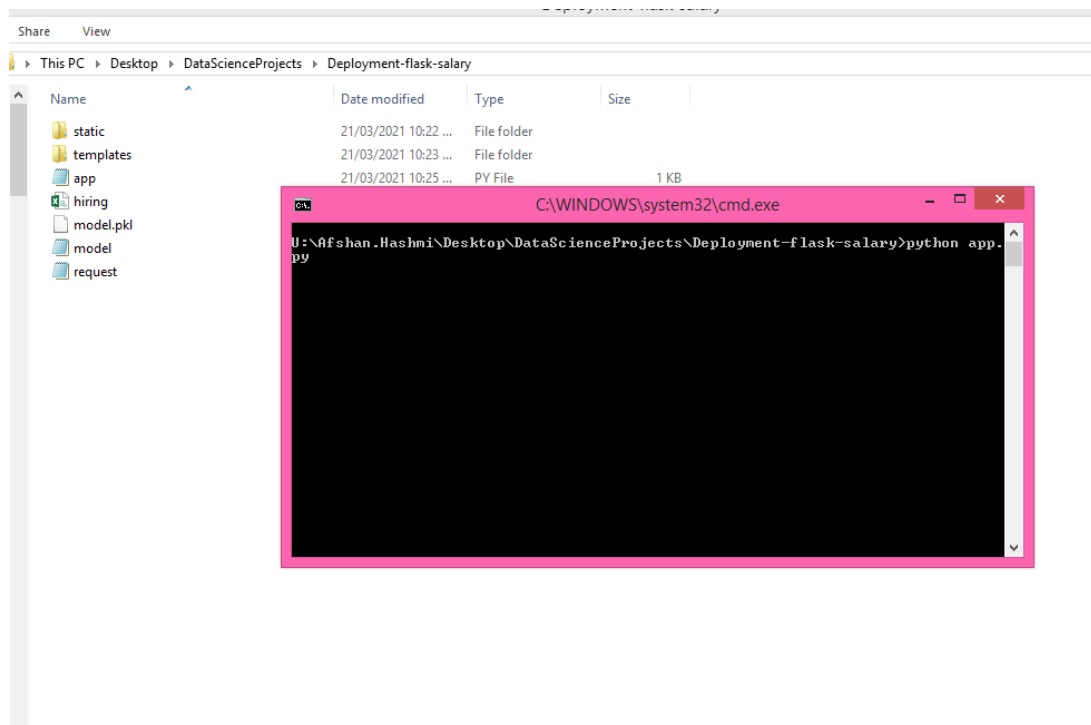 Share View
This PC Desktop DataScienceProjects Deployment-flask-salary
Name Date modified Type Size
static 21/03/2021 10:22 ... File folder
templates 21/03/2021 10:23 ... File folder
app 21/03/2021 10:25 ... PY File 1 KB
hiring
model.pkl
model
request
C:\WINDOWS\system32\cmd.exe
U:\Afshan.Hashmi\Desktop\DataScienceProjects\Deployment-flask-salary>python app.
py